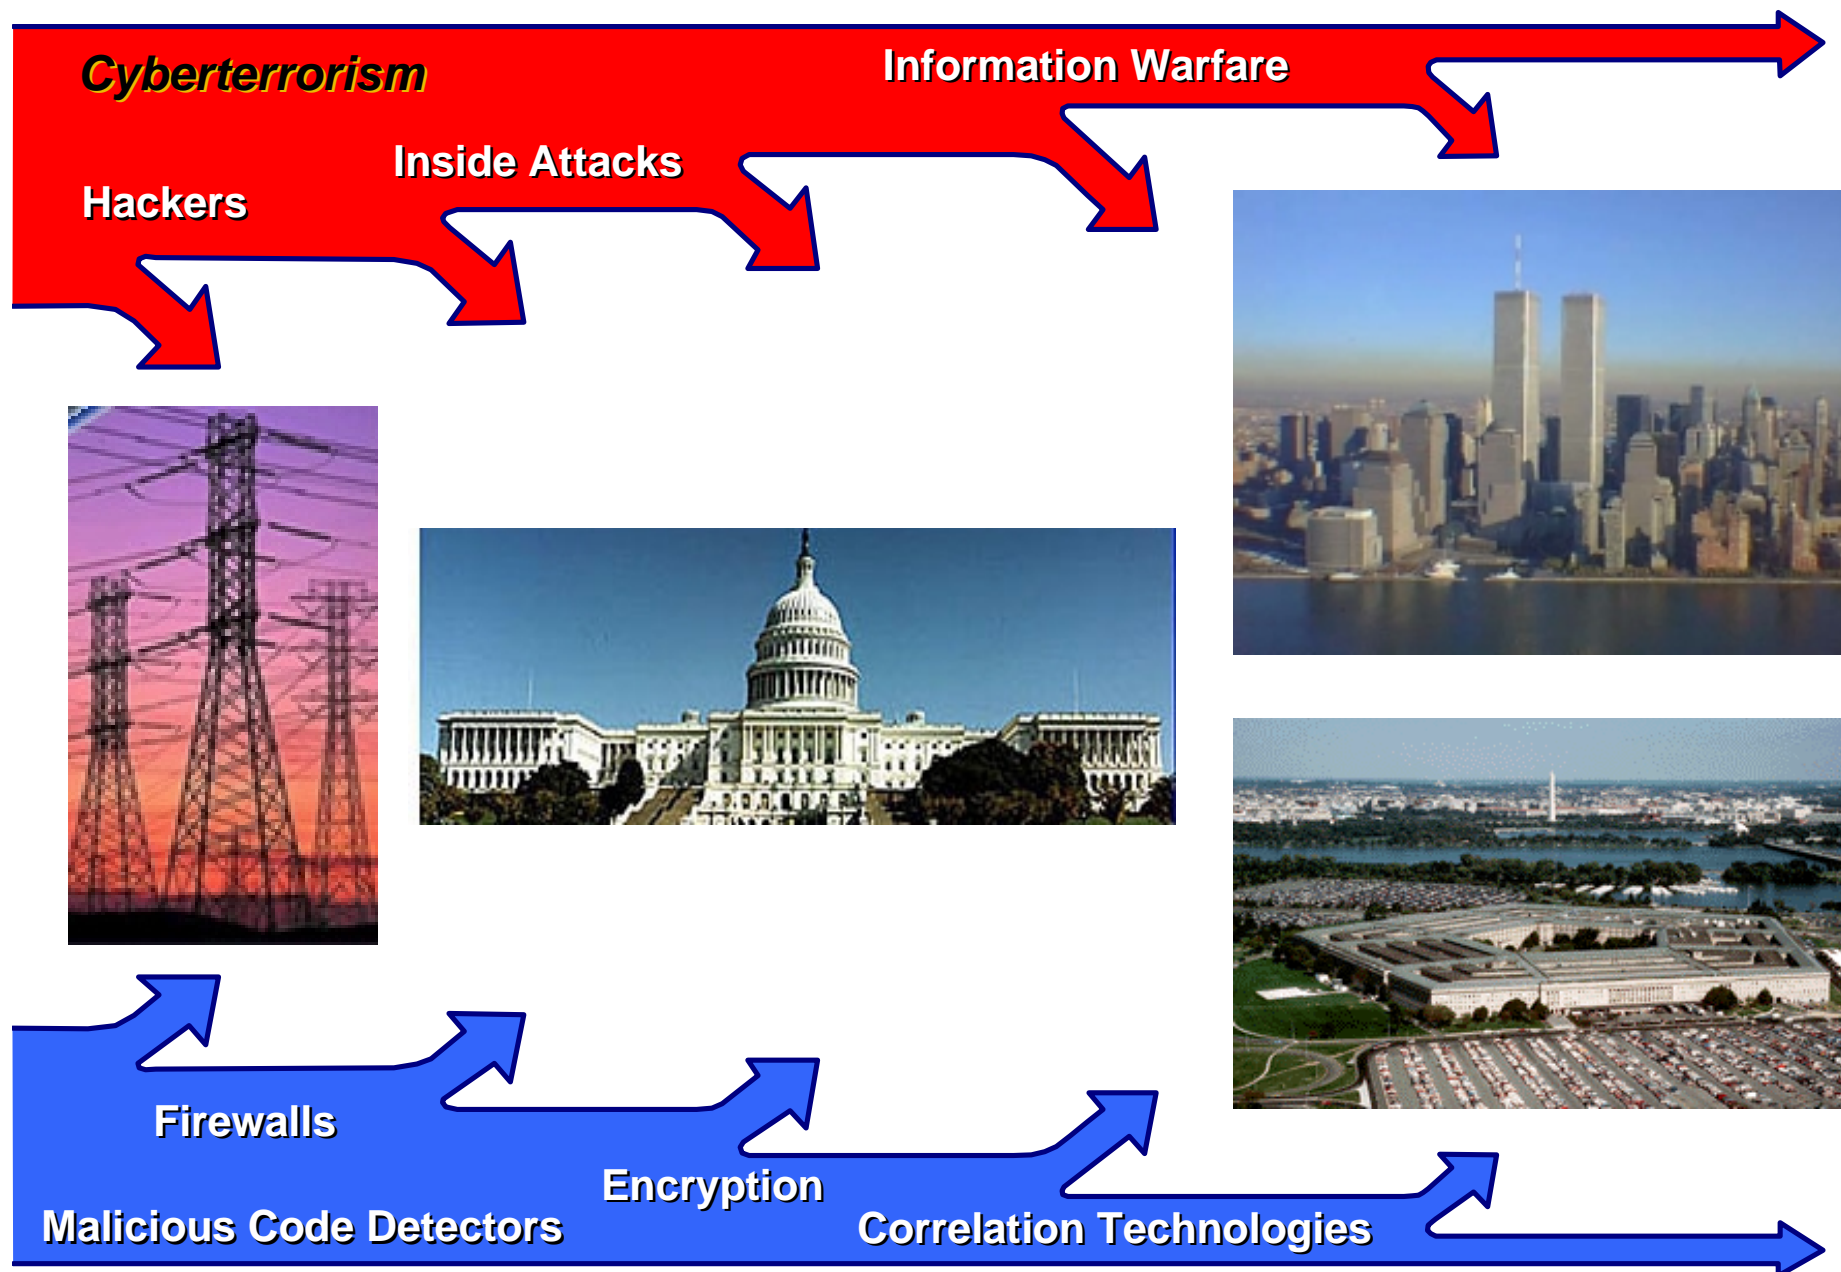 Cyberterrorism
Information Warfare
Inside Attacks
Hackers
Firewalls
Encryption
Malicious Code Detectors
Correlation Technologies